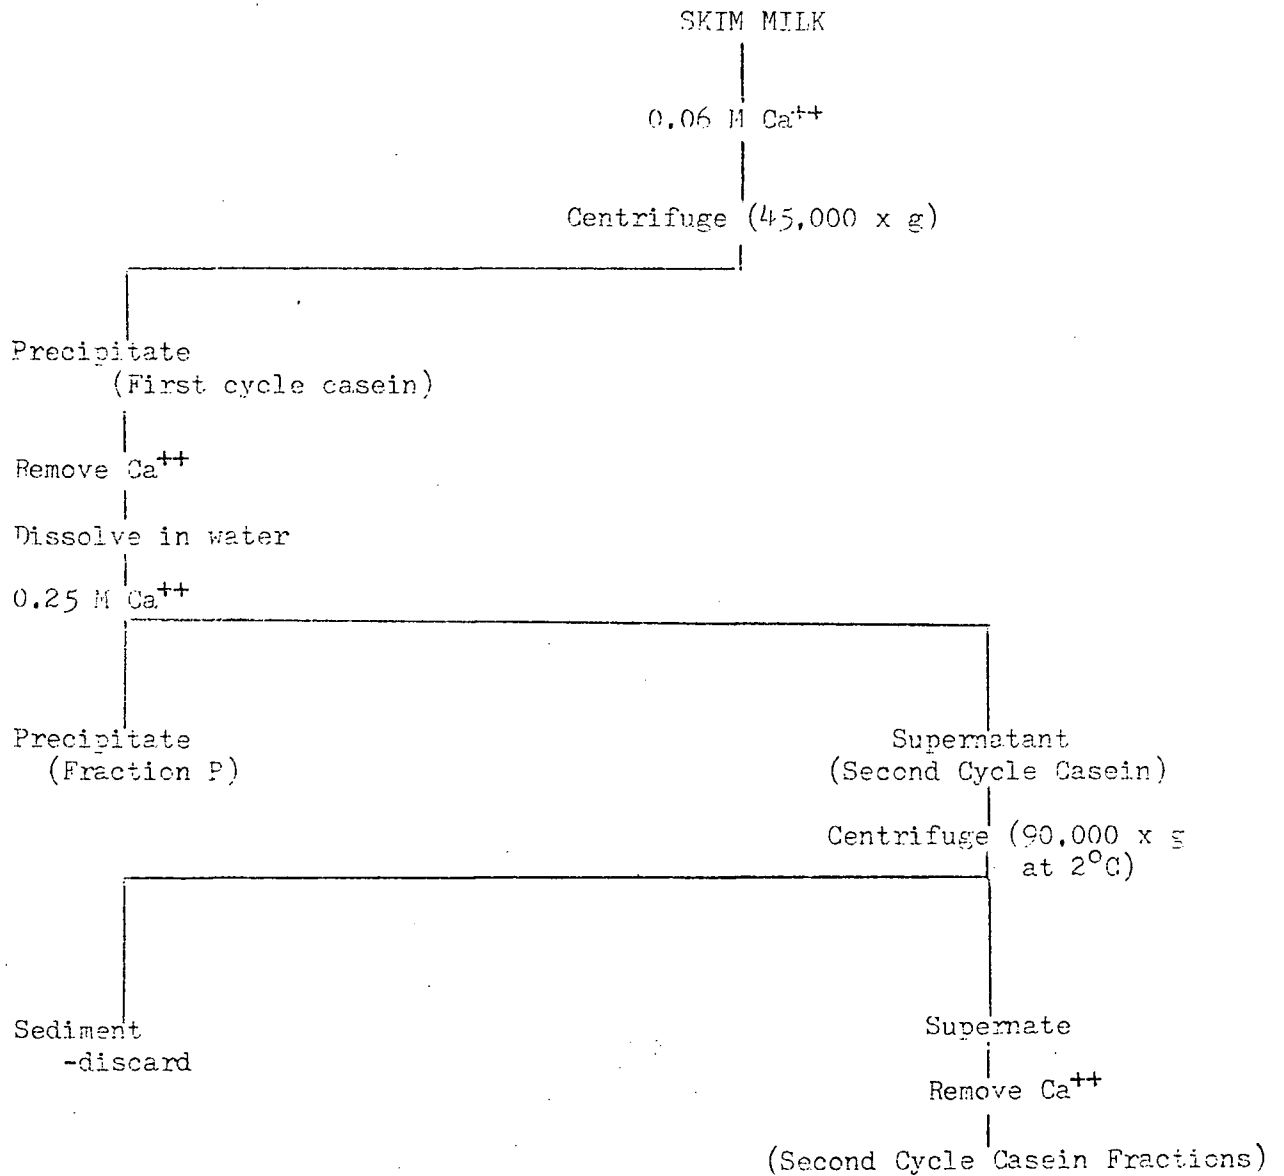 SKIM MILK
0.06 M Ca++
Centrifuge (45,000 x g)
Precipitate
(First cycle casein)
Remove Ca++
Dissolve in water
0.25 M Ca++
Precipitate
(Fraction P)
Supernatant
(Second Cycle Casein)
Centrifuge (90,000 x g
at 2°C)
Sediment
-discard
Supernate
Remove Ca++
(Second Cycle Casein Fractions)